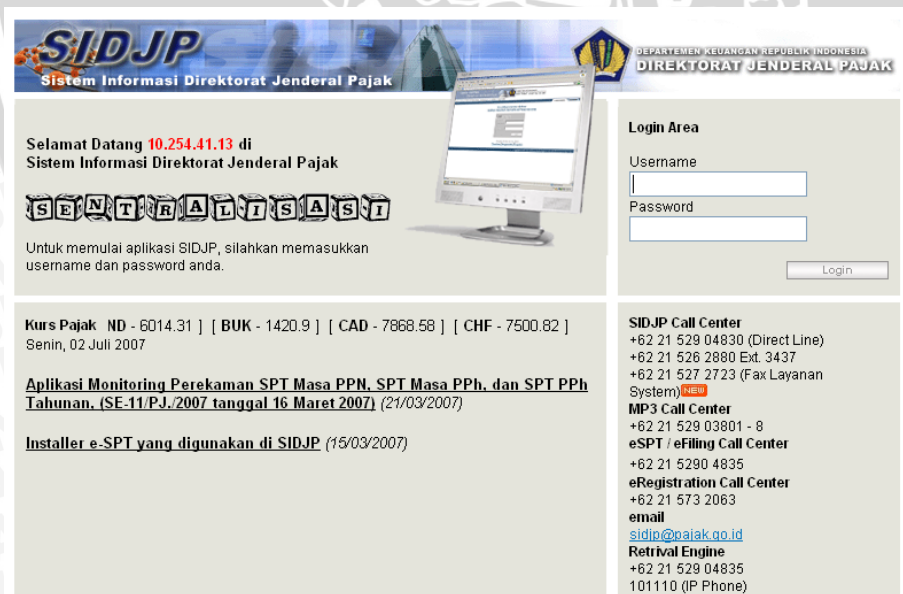 SIDJP
Sistem Informasi Direktorat Jenderal Pajak
DEPARTEMEN KEUANGAN REPUBLIK INDONESIA
DIREKTORAT JENDERAL PAJAK
Selamat Datang 10.254.41.13 di
Sistem Informasi Direktorat Jenderal Pajak
SENTRALISASI
Untuk memulai aplikasi SIDJP, silahkan memasukkan
username dan password anda.
Login Area
Username
Password
Login
Kurs Pajak ND - 6014.31 ] [ BUK - 1420.9 ] [ CAD - 7868.58 ] [ CHF - 7500.82 ]
Senin, 02 Juli 2007
Aplikasi Monitoring Perekaman SPT Masa PPN, SPT Masa PPh, dan SPT PPh
Tahunan, (SE-11/PJ./2007 tanggal 16 Maret 2007) (21/03/2007)
Installer e-SPT yang digunakan di SIDJP (15/03/2007)
SIDJP Call Center
+62 21 529 04830 (Direct Line)
+62 21 526 2880 Ext. 3437
+62 21 527 2723 (Fax Layanan
System) NEW
MP3 Call Center
+62 21 529 03801 - 8
eSPT / eFiling Call Center
+62 21 5290 4835
eRegistration Call Center
+62 21 573 2063
email
sidjp@pajak.go.id
Retrival Engine
+62 21 529 04835
101110 (IP Phone)